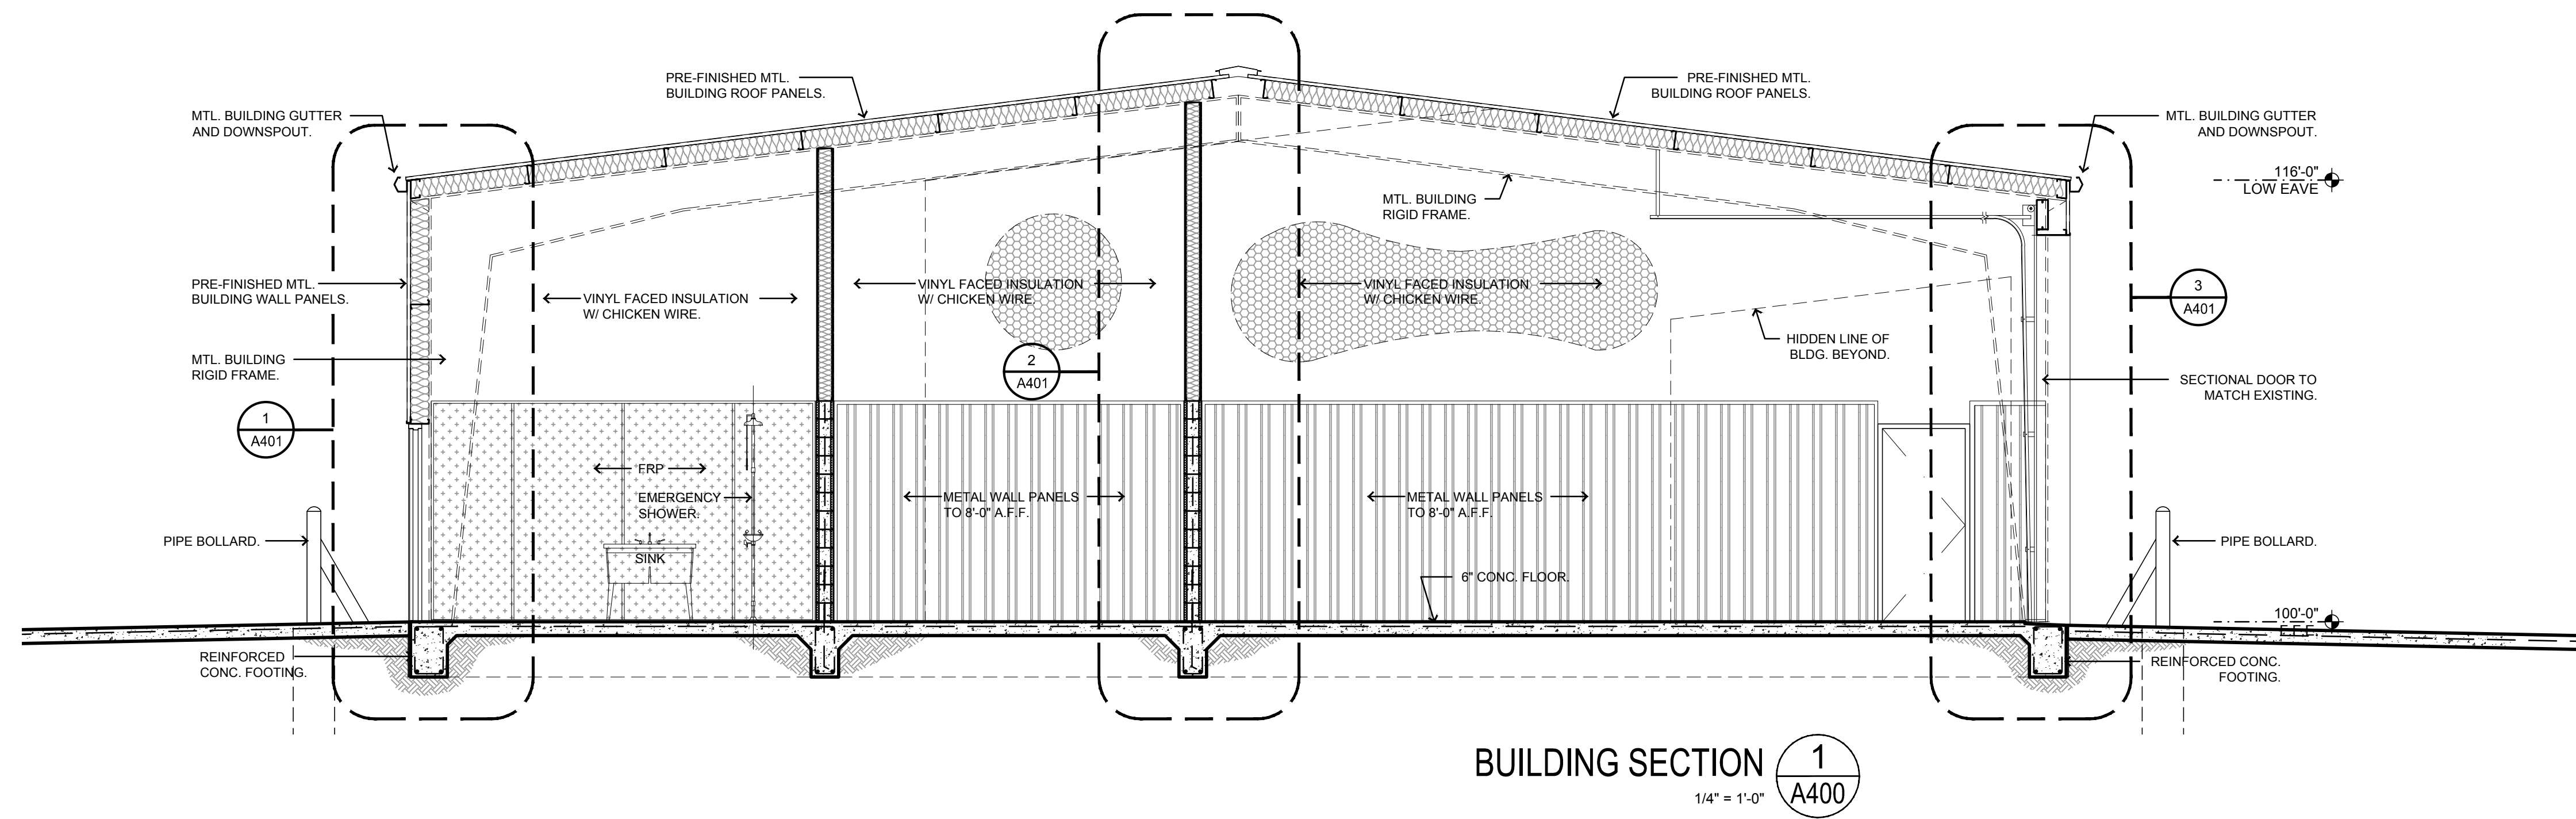 PRE-FINISHED MTL.
BUILDING ROOF PANELS.
PRE-FINISHED MTL.
BUILDING ROOF PANELS.
MTL. BUILDING GUTTER
AND DOWNSPOUT.
MTL. BUILDING GUTTER
AND DOWNSPOUT.
116'-0"
LOW EAVE
MTL. BUILDING
RIGID FRAME.
PRE-FINISHED MTL.
BUILDING WALL PANELS.
VINYL FACED INSULATION
W/ CHICKEN WIRE.
VINYL FACED INSULATION
W/ CHICKEN WIRE.
VINYL FACED INSULATION
W/ CHICKEN WIRE.
3
A401
HIDDEN LINE OF
BLDG. BEYOND.
MTL. BUILDING
RIGID FRAME.
2
A401
SECTIONAL DOOR TO
MATCH EXISTING.
1
A401
FRP
EMERGENCY
SHOWER.
METAL WALL PANELS
TO 8'-0" A.F.F.
METAL WALL PANELS
TO 8'-0" A.F.F.
PIPE BOLLARD.
SINK
PIPE BOLLARD.
6" CONC. FLOOR.
100'-0"
F.F.
REINFORCED
CONC. FOOTING.
REINFORCED CONC.
FOOTING.
BUILDING SECTION
1/4" = 1'-0"
1
A400